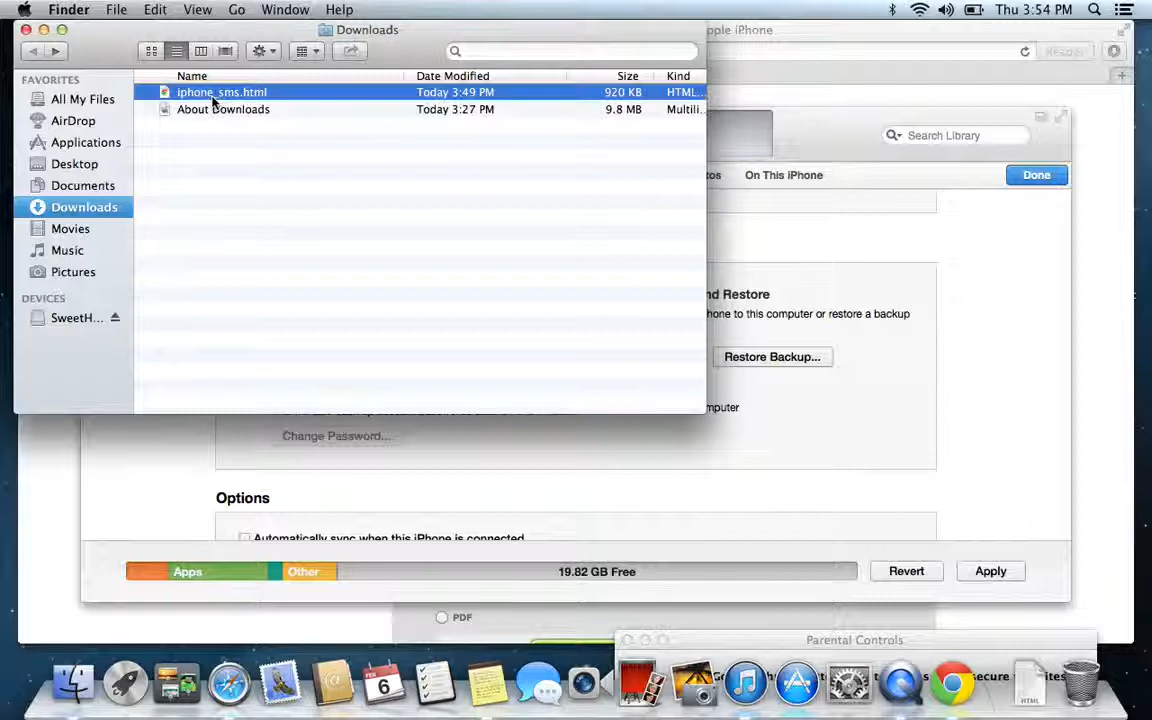 Finder File Edit View Go Window Help Thu 3:54 PM
Downloads
pple iPhone
Reader
FAVORITES
All My Files
AirDrop
Applications
Desktop
Documents
Downloads
Movies
Music
Pictures
DEVICES
SweetH...
Name Date Modified Size Kind
iphone_sms.html Today 3:49 PM 920 KB HTML...
About Downloads Today 3:27 PM 9.8 MB Multili...
Search Library
tos On This iPhone Done
nd Restore
hone to this computer or restore a backup
Restore Backup...
mputer
Change Password...
Options
Automatically sync when this iPhone is connected
Apps Other 19.82 GB Free Revert Apply
PDF
Parental Controls
6
HTML